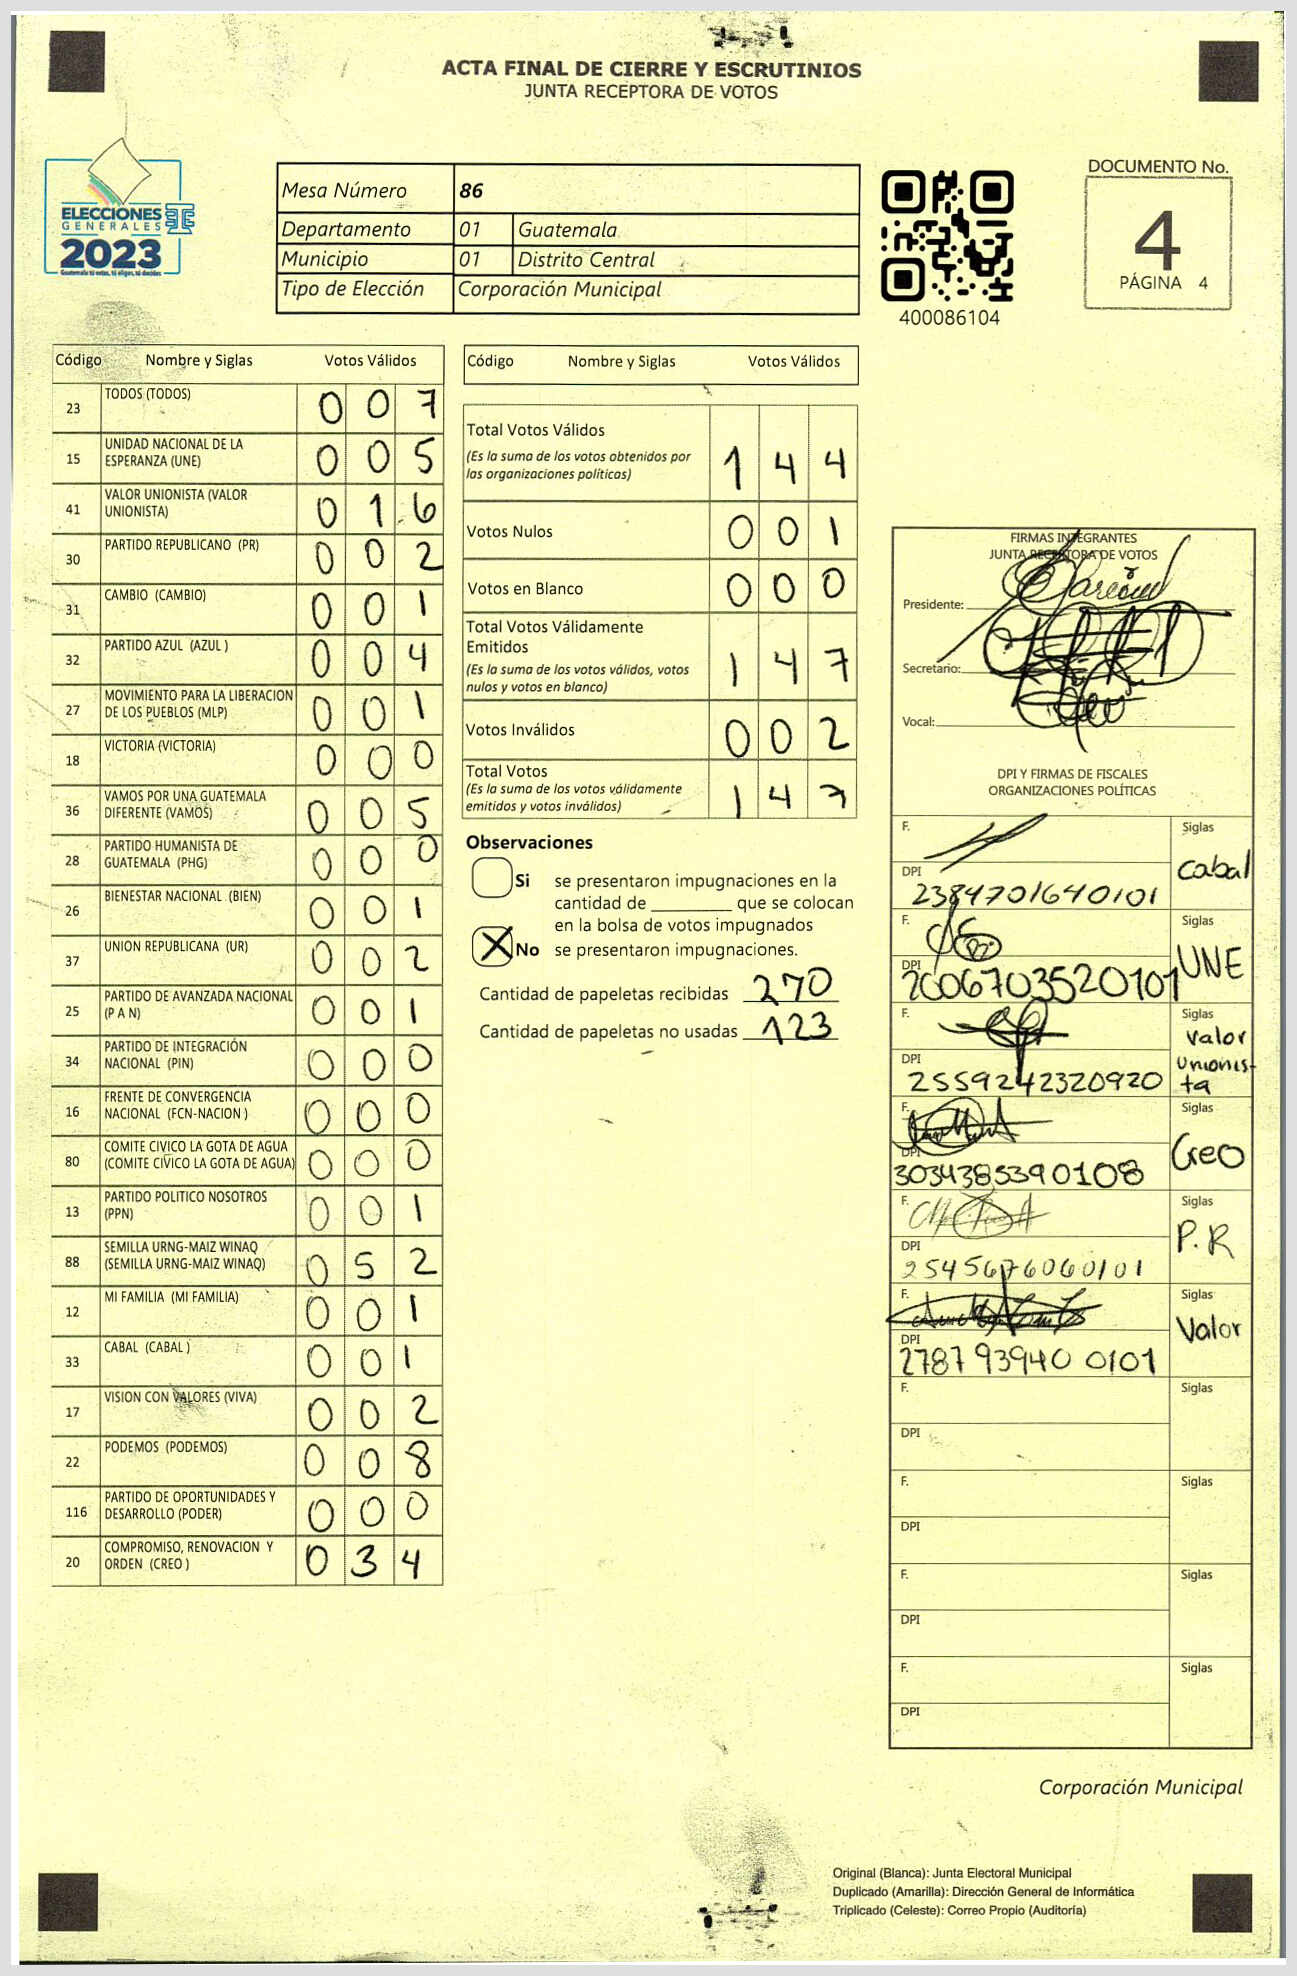 ACTA FINAL DE CIERRE Y ESCRUTINIOS
JUNTA RECEPTORA DE VOTOS
ELECCIONES
GENERALES
2023
Guatemala tú votas, tú eliges, tú decides
Mesa Número 86
Departamento 01 Guatemala
Municipio 01 Distrito Central
Tipo de Elección Corporación Municipal
400086104
DOCUMENTO No.
4
PÁGINA 4
Código Nombre y Siglas Votos Válidos
23 TODOS (TODOS) 0 0 7
15 UNIDAD NACIONAL DE LA
ESPERANZA (UNE) 0 0 5
41 VALOR UNIONISTA (VALOR
UNIONISTA) 0 1 6
30 PARTIDO REPUBLICANO (PR) 0 0 2
31 CAMBIO (CAMBIO) 0 0 1
32 PARTIDO AZUL (AZUL ) 0 0 4
27 MOVIMIENTO PARA LA LIBERACION
DE LOS PUEBLOS (MLP) 0 0 1
18 VICTORIA (VICTORIA) 0 0 0
36 VAMOS POR UNA GUATEMALA
DIFERENTE (VAMOS) 0 0 5
28 PARTIDO HUMANISTA DE
GUATEMALA (PHG) 0 0 0
26 BIENESTAR NACIONAL (BIEN) 0 0 1
37 UNION REPUBLICANA (UR) 0 0 2
25 PARTIDO DE AVANZADA NACIONAL
(P A N) 0 0 1
34 PARTIDO DE INTEGRACIÓN
NACIONAL (PIN) 0 0 0
16 FRENTE DE CONVERGENCIA
NACIONAL (FCN-NACION ) 0 0 0
80 COMITE CIVICO LA GOTA DE AGUA
(COMITE CÍVICO LA GOTA DE AGUA) 0 0 0
13 PARTIDO POLITICO NOSOTROS
(PPN) 0 0 1
88 SEMILLA URNG-MAIZ WINAQ
(SEMILLA URNG-MAIZ WINAQ) 0 5 2
12 MI FAMILIA (MI FAMILIA) 0 0 1
33 CABAL (CABAL ) 0 0 1
17 VISION CON VALORES (VIVA) 0 0 2
22 PODEMOS (PODEMOS) 0 0 8
116 PARTIDO DE OPORTUNIDADES Y
DESARROLLO (PODER) 0 0 0
20 COMPROMISO, RENOVACION Y
ORDEN (CREO ) 0 3 4
Código Nombre y Siglas Votos Válidos
Total Votos Válidos
(Es la suma de los votos obtenidos por
las organizaciones políticas) 1 4 4
Votos Nulos 0 0 1
Votos en Blanco 0 0 0
Total Votos Válidamente
Emitidos
(Es la suma de los votos válidos, votos
nulos y votos en blanco) 1 4 7
Votos Inválidos 0 0 2
Total Votos
(Es la suma de los votos válidamente
emitidos y votos inválidos) 1 4 7
Observaciones
Si se presentaron impugnaciones en la
cantidad de ________ que se colocan
en la bolsa de votos impugnados
X No se presentaron impugnaciones.
Cantidad de papeletas recibidas 270
Cantidad de papeletas no usadas 123
FIRMAS INTEGRANTES
JUNTA RECEPTORA DE VOTOS
Presidente:
Secretario:
Vocal:
DPI Y FIRMAS DE FISCALES
ORGANIZACIONES POLÍTICAS
F. Siglas
Cabal
DPI
2384701640101
F. Siglas
UNE
DPI
2006703520101
F. Siglas
Valor
Unionis-
ta
DPI
2559242320920
F. Siglas
Creo
DPI
3034385390108
F. Siglas
P.R
DPI
2545676060101
F. Siglas
Valor
DPI
2787 93940 0101
F. Siglas
DPI
F. Siglas
DPI
F. Siglas
DPI
F. Siglas
DPI
Corporación Municipal
Original (Blanca): Junta Electoral Municipal
Duplicado (Amarilla): Dirección General de Informática
Triplicado (Celeste): Correo Propio (Auditoría)